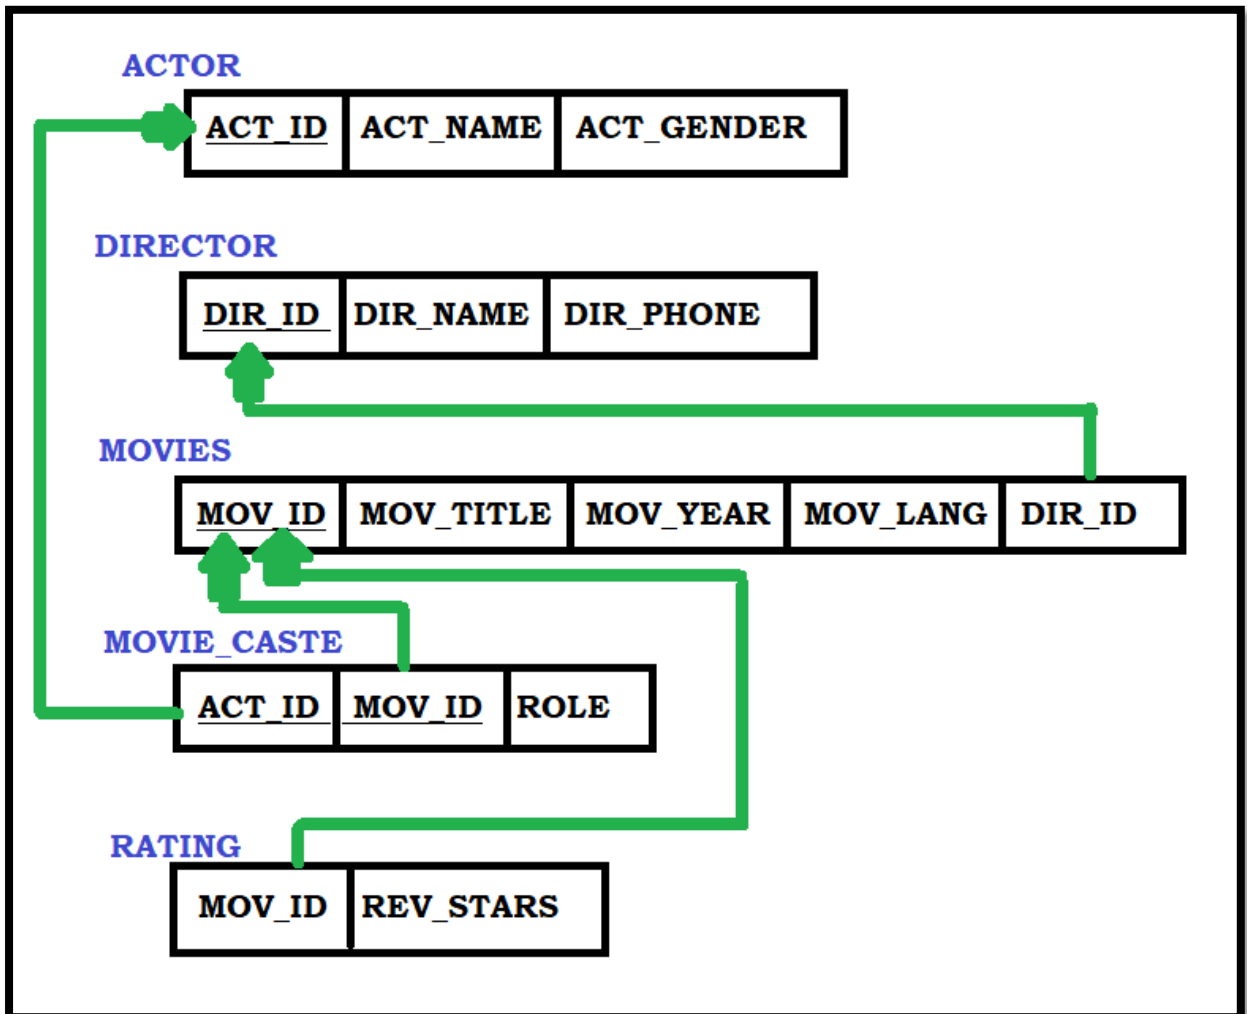 ACTOR
ACT_ID ACT_NAME ACT_GENDER
DIRECTOR
DIR_ID DIR_NAME DIR_PHONE
MOVIES
MOV_ID MOV_TITLE MOV_YEAR MOV_LANG DIR_ID
MOVIE_CASTE
ACT_ID MOV_ID ROLE
RATING
MOV_ID REV_STARS